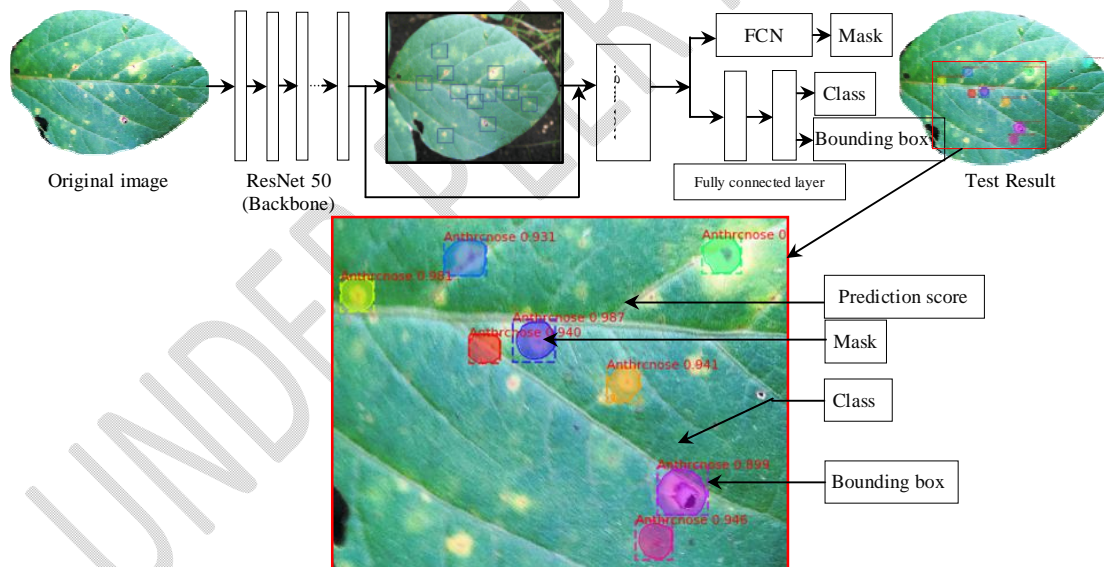 FCN
Mask
Class
Bounding box
Fully connected layer
Original image
ResNet 50
(Backbone)
Test Result
Anthrcnose 0.931
Anthrcnose 0
Anthrcnose 0.981
Anthrcnose 0.987
Anthrcnose 0.940
Anthrcnose 0.941
Anthrcnose 0.899
Anthrcnose 0.946
Prediction score
Mask
Class
Bounding box
UNDER PEER